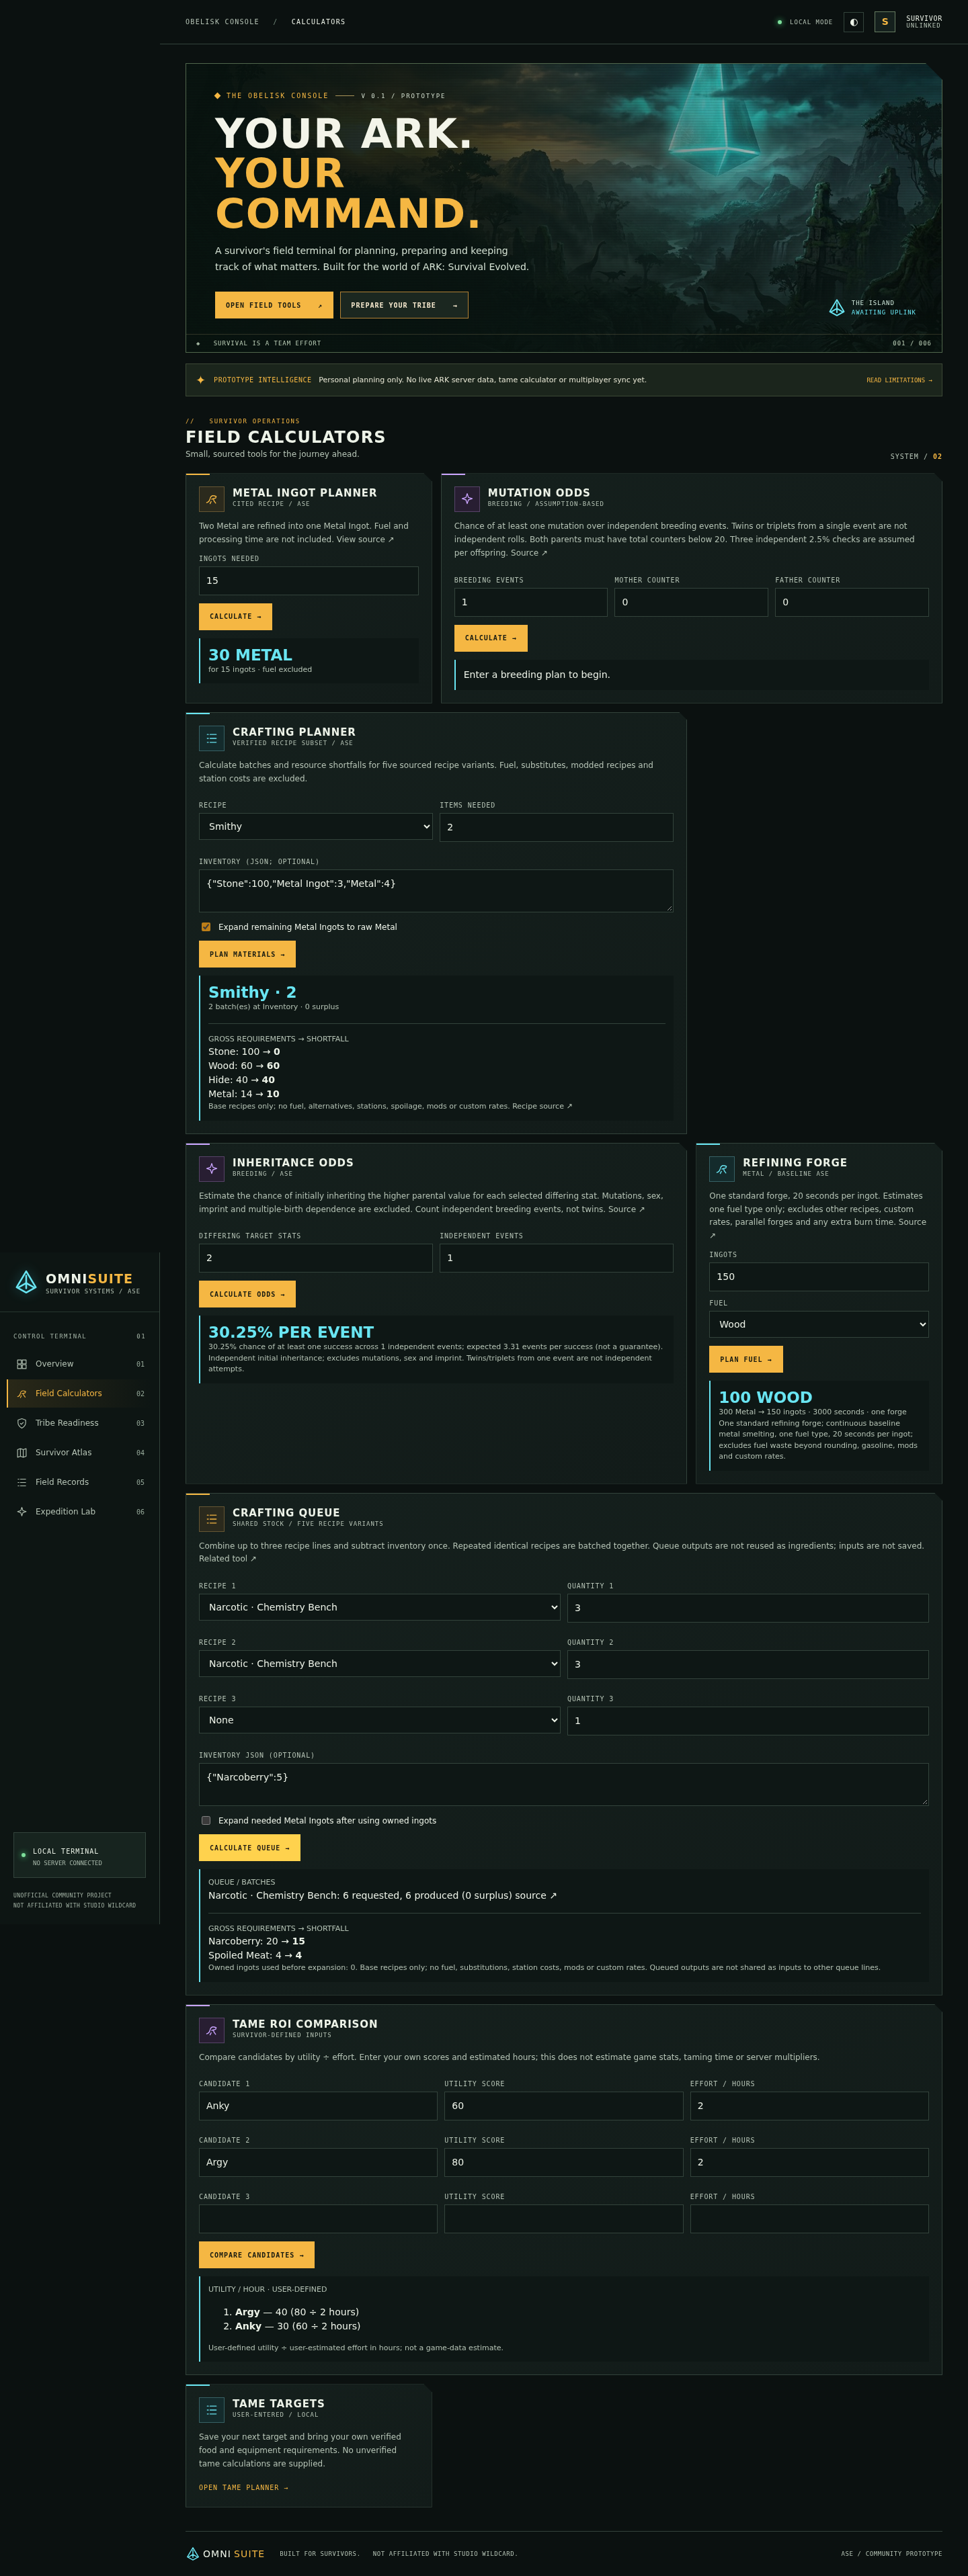 OBELISK CONSOLE / CALCULATORS
LOCAL MODE
S
SURVIVOR
UNLINKED
THE OBELISK CONSOLE
V 0.1 / PROTOTYPE
YOUR ARK.
YOUR
COMMAND.
A survivor's field terminal for planning, preparing and keeping
track of what matters. Built for the world of ARK: Survival Evolved.
OPEN FIELD TOOLS ↗
PREPARE YOUR TRIBE →
THE ISLAND
AWAITING UPLINK
SURVIVAL IS A TEAM EFFORT
001 / 006
PROTOTYPE INTELLIGENCE Personal planning only. No live ARK server data, tame calculator or multiplayer sync yet.
READ LIMITATIONS →
// SURVIVOR OPERATIONS
FIELD CALCULATORS
Small, sourced tools for the journey ahead.
SYSTEM / 02
METAL INGOT PLANNER
CITED RECIPE / ASE
Two Metal are refined into one Metal Ingot. Fuel and
processing time are not included. View source ↗
INGOTS NEEDED
15
CALCULATE →
30 METAL
for 15 ingots · fuel excluded
MUTATION ODDS
BREEDING / ASSUMPTION-BASED
Chance of at least one mutation over independent breeding events. Twins or triplets from a single event are not
independent rolls. Both parents must have total counters below 20. Three independent 2.5% checks are assumed
per offspring. Source ↗
BREEDING EVENTS
MOTHER COUNTER
FATHER COUNTER
1
0
0
CALCULATE →
Enter a breeding plan to begin.
CRAFTING PLANNER
VERIFIED RECIPE SUBSET / ASE
Calculate batches and resource shortfalls for five sourced recipe variants. Fuel, substitutes, modded recipes and
station costs are excluded.
RECIPE
ITEMS NEEDED
Smithy
2
INVENTORY (JSON; OPTIONAL)
{"Stone":100,"Metal Ingot":3,"Metal":4}
Expand remaining Metal Ingots to raw Metal
PLAN MATERIALS →
Smithy · 2
2 batch(es) at Inventory · 0 surplus
GROSS REQUIREMENTS → SHORTFALL
Stone: 100 → 0
Wood: 60 → 60
Hide: 40 → 40
Metal: 14 → 10
Base recipes only; no fuel, alternatives, stations, spoilage, mods or custom rates. Recipe source ↗
INHERITANCE ODDS
BREEDING / ASE
Estimate the chance of initially inheriting the higher parental value for each selected differing stat. Mutations, sex,
imprint and multiple-birth dependence are excluded. Count independent breeding events, not twins. Source ↗
DIFFERING TARGET STATS
INDEPENDENT EVENTS
2
1
CALCULATE ODDS →
30.25% PER EVENT
30.25% chance of at least one success across 1 independent events; expected 3.31 events per success (not a guarantee).
Independent initial inheritance; excludes mutations, sex and imprint. Twins/triplets from one event are not independent
attempts.
REFINING FORGE
METAL / BASELINE ASE
One standard forge, 20 seconds per ingot. Estimates
one fuel type only; excludes other recipes, custom
rates, parallel forges and any extra burn time. Source
↗
INGOTS
150
FUEL
Wood
PLAN FUEL →
100 WOOD
300 Metal → 150 ingots · 3000 seconds · one forge
One standard refining forge; continuous baseline
metal smelting, one fuel type, 20 seconds per ingot;
excludes fuel waste beyond rounding, gasoline, mods
and custom rates.
OMNISUITE
SURVIVOR SYSTEMS / ASE
CONTROL TERMINAL 01
Overview 01
Field Calculators 02
Tribe Readiness 03
Survivor Atlas 04
Field Records 05
Expedition Lab 06
LOCAL TERMINAL
NO SERVER CONNECTED
UNOFFICIAL COMMUNITY PROJECT
NOT AFFILIATED WITH STUDIO WILDCARD
CRAFTING QUEUE
SHARED STOCK / FIVE RECIPE VARIANTS
Combine up to three recipe lines and subtract inventory once. Repeated identical recipes are batched together. Queue outputs are not reused as ingredients; inputs are not saved.
Related tool ↗
RECIPE 1
QUANTITY 1
Narcotic · Chemistry Bench
3
RECIPE 2
QUANTITY 2
Narcotic · Chemistry Bench
3
RECIPE 3
QUANTITY 3
None
1
INVENTORY JSON (OPTIONAL)
{"Narcoberry":5}
Expand needed Metal Ingots after using owned ingots
CALCULATE QUEUE →
QUEUE / BATCHES
Narcotic · Chemistry Bench: 6 requested, 6 produced (0 surplus) source ↗
GROSS REQUIREMENTS → SHORTFALL
Narcoberry: 20 → 15
Spoiled Meat: 4 → 4
Owned ingots used before expansion: 0. Base recipes only; no fuel, substitutions, station costs, mods or custom rates. Queued outputs are not shared as inputs to other queue lines.
TAME ROI COMPARISON
SURVIVOR-DEFINED INPUTS
Compare candidates by utility ÷ effort. Enter your own scores and estimated hours; this does not estimate game stats, taming time or server multipliers.
CANDIDATE 1
UTILITY SCORE
EFFORT / HOURS
Anky
60
2
CANDIDATE 2
UTILITY SCORE
EFFORT / HOURS
Argy
80
2
CANDIDATE 3
UTILITY SCORE
EFFORT / HOURS
COMPARE CANDIDATES →
UTILITY / HOUR · USER-DEFINED
1. Argy — 40 (80 ÷ 2 hours)
2. Anky — 30 (60 ÷ 2 hours)
User-defined utility ÷ user-estimated effort in hours; not a game-data estimate.
TAME TARGETS
USER-ENTERED / LOCAL
Save your next target and bring your own verified
food and equipment requirements. No unverified
tame calculations are supplied.
OPEN TAME PLANNER →
OMNISUITE
BUILT FOR SURVIVORS. NOT AFFILIATED WITH STUDIO WILDCARD.
ASE / COMMUNITY PROTOTYPE